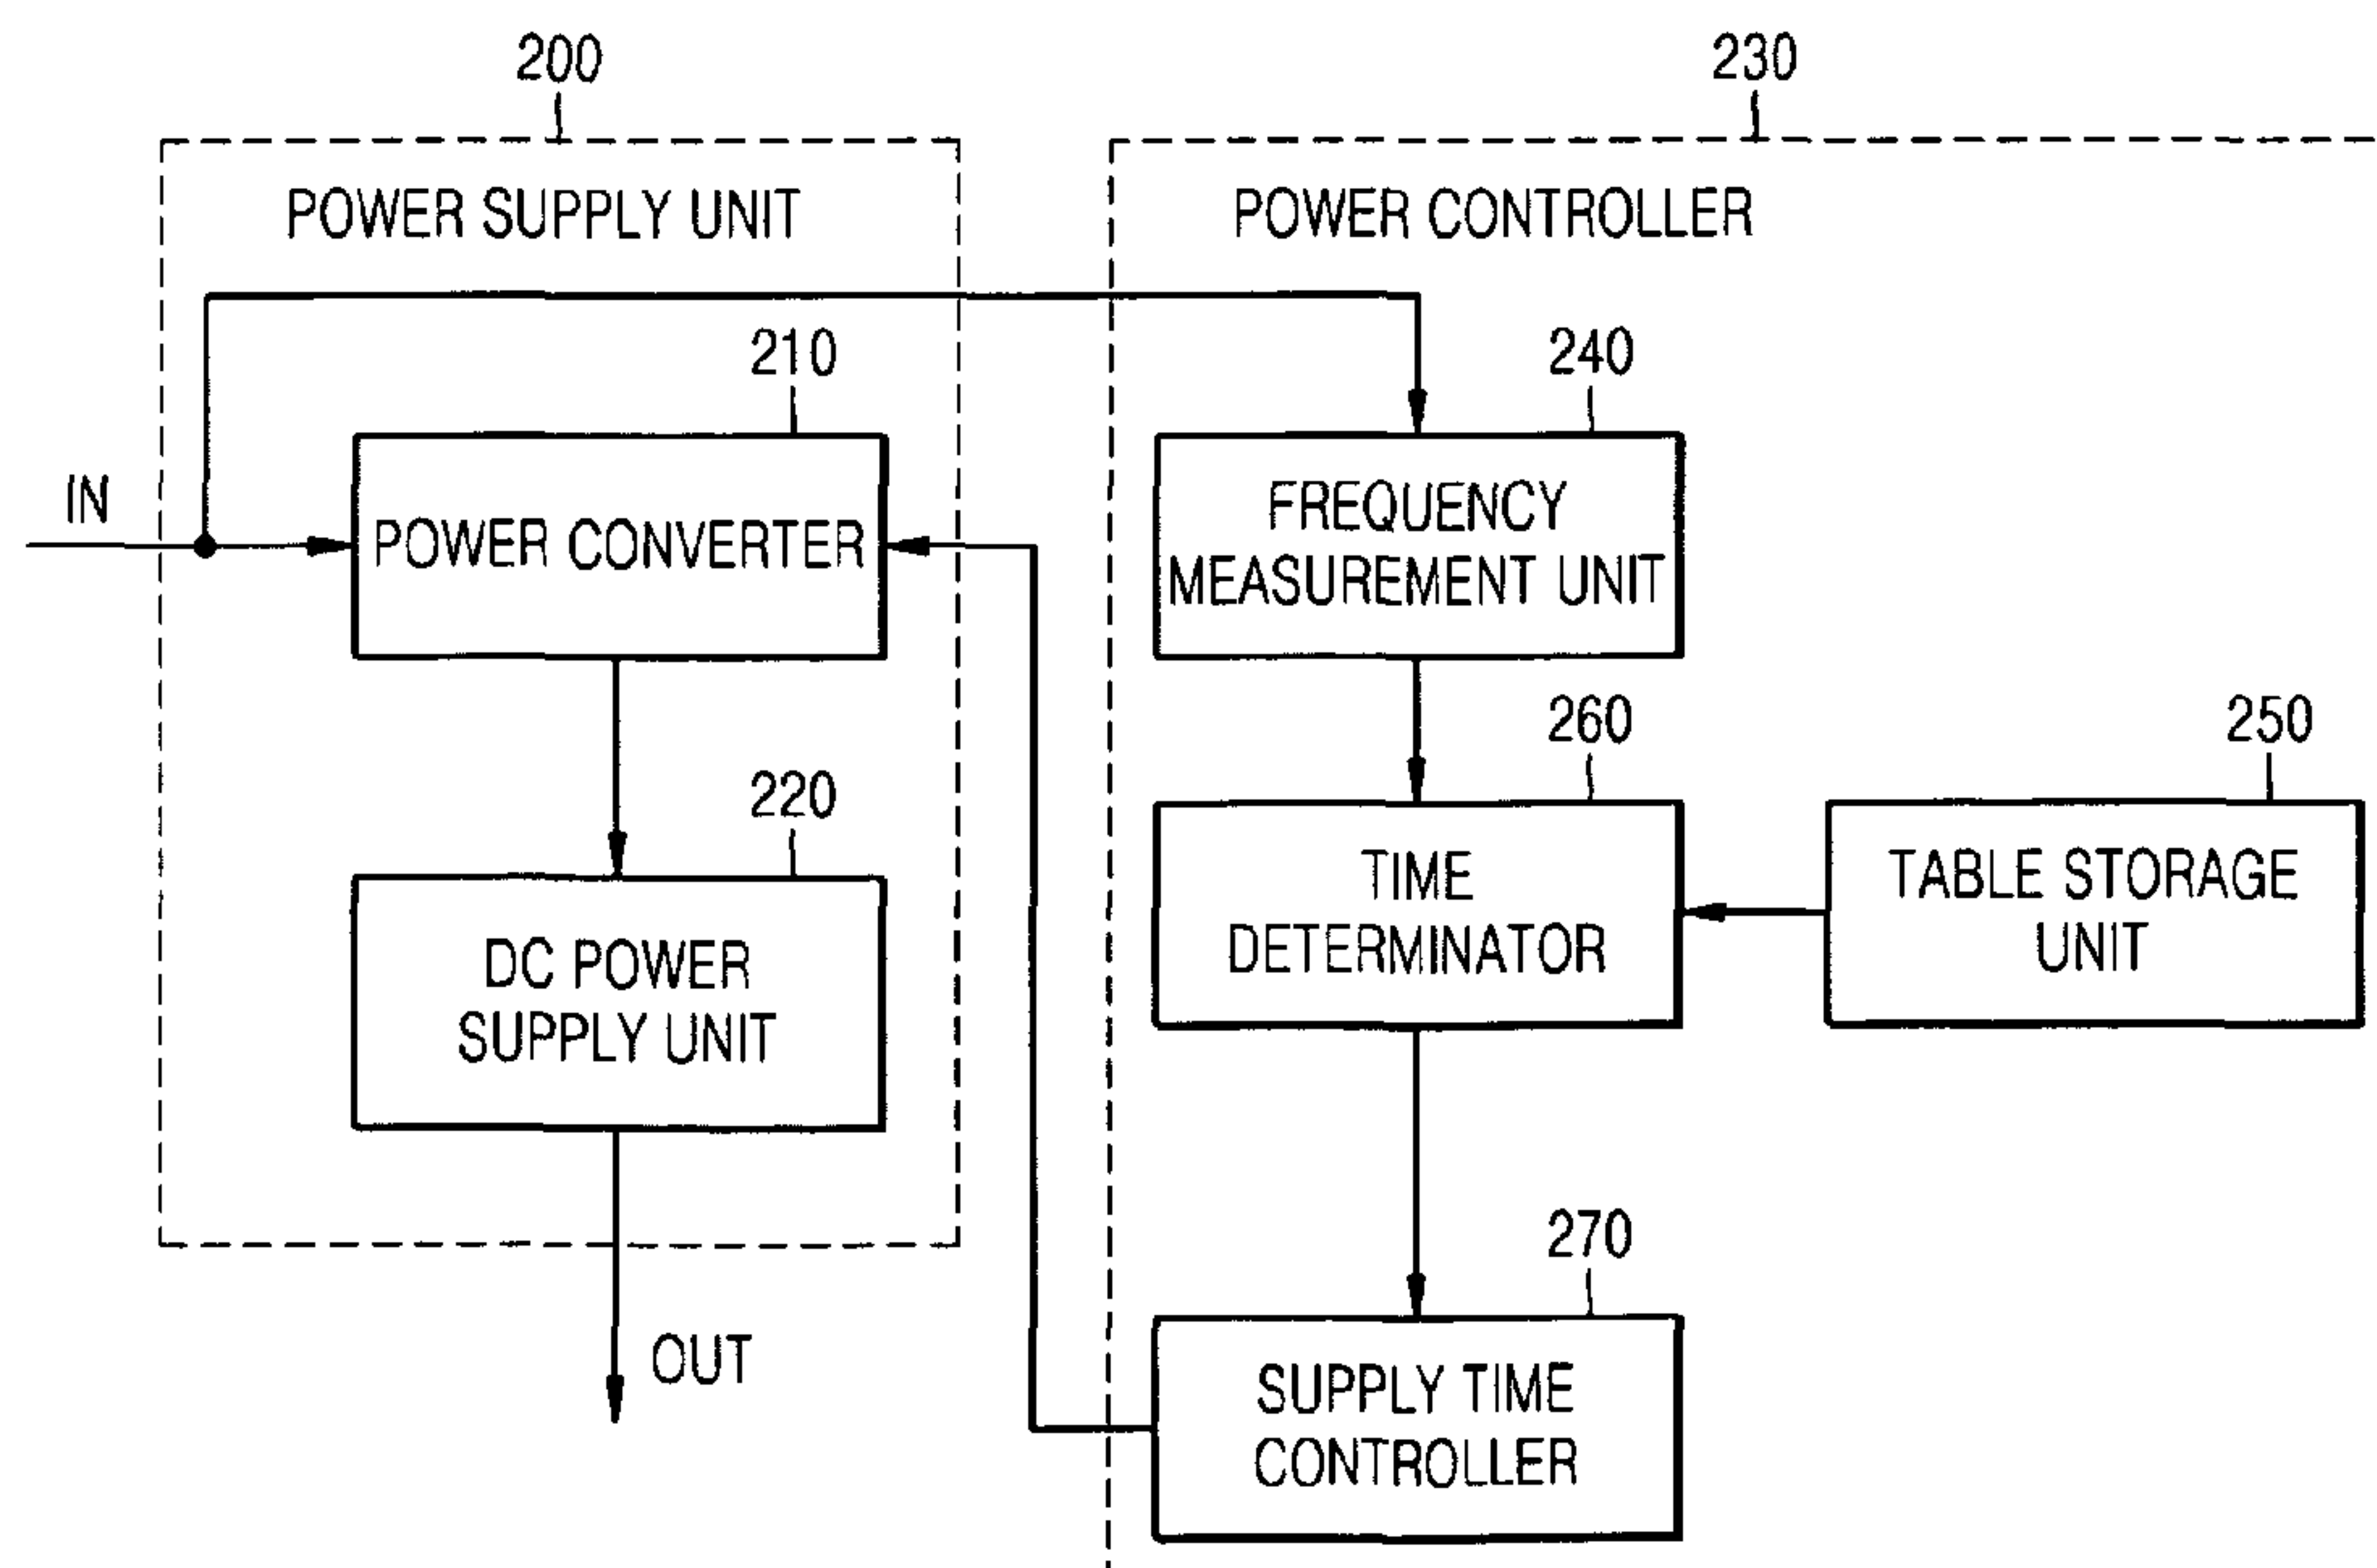 200
230
POWER SUPPLY UNIT
POWER CONTROLLER
210
240
IN
POWER CONVERTER
FREQUENCY
MEASUREMENT UNIT
260
250
220
TIME
DETERMINATOR
TABLE STORAGE
UNIT
DC POWER
SUPPLY UNIT
270
OUT
SUPPLY TIME
CONTROLLER